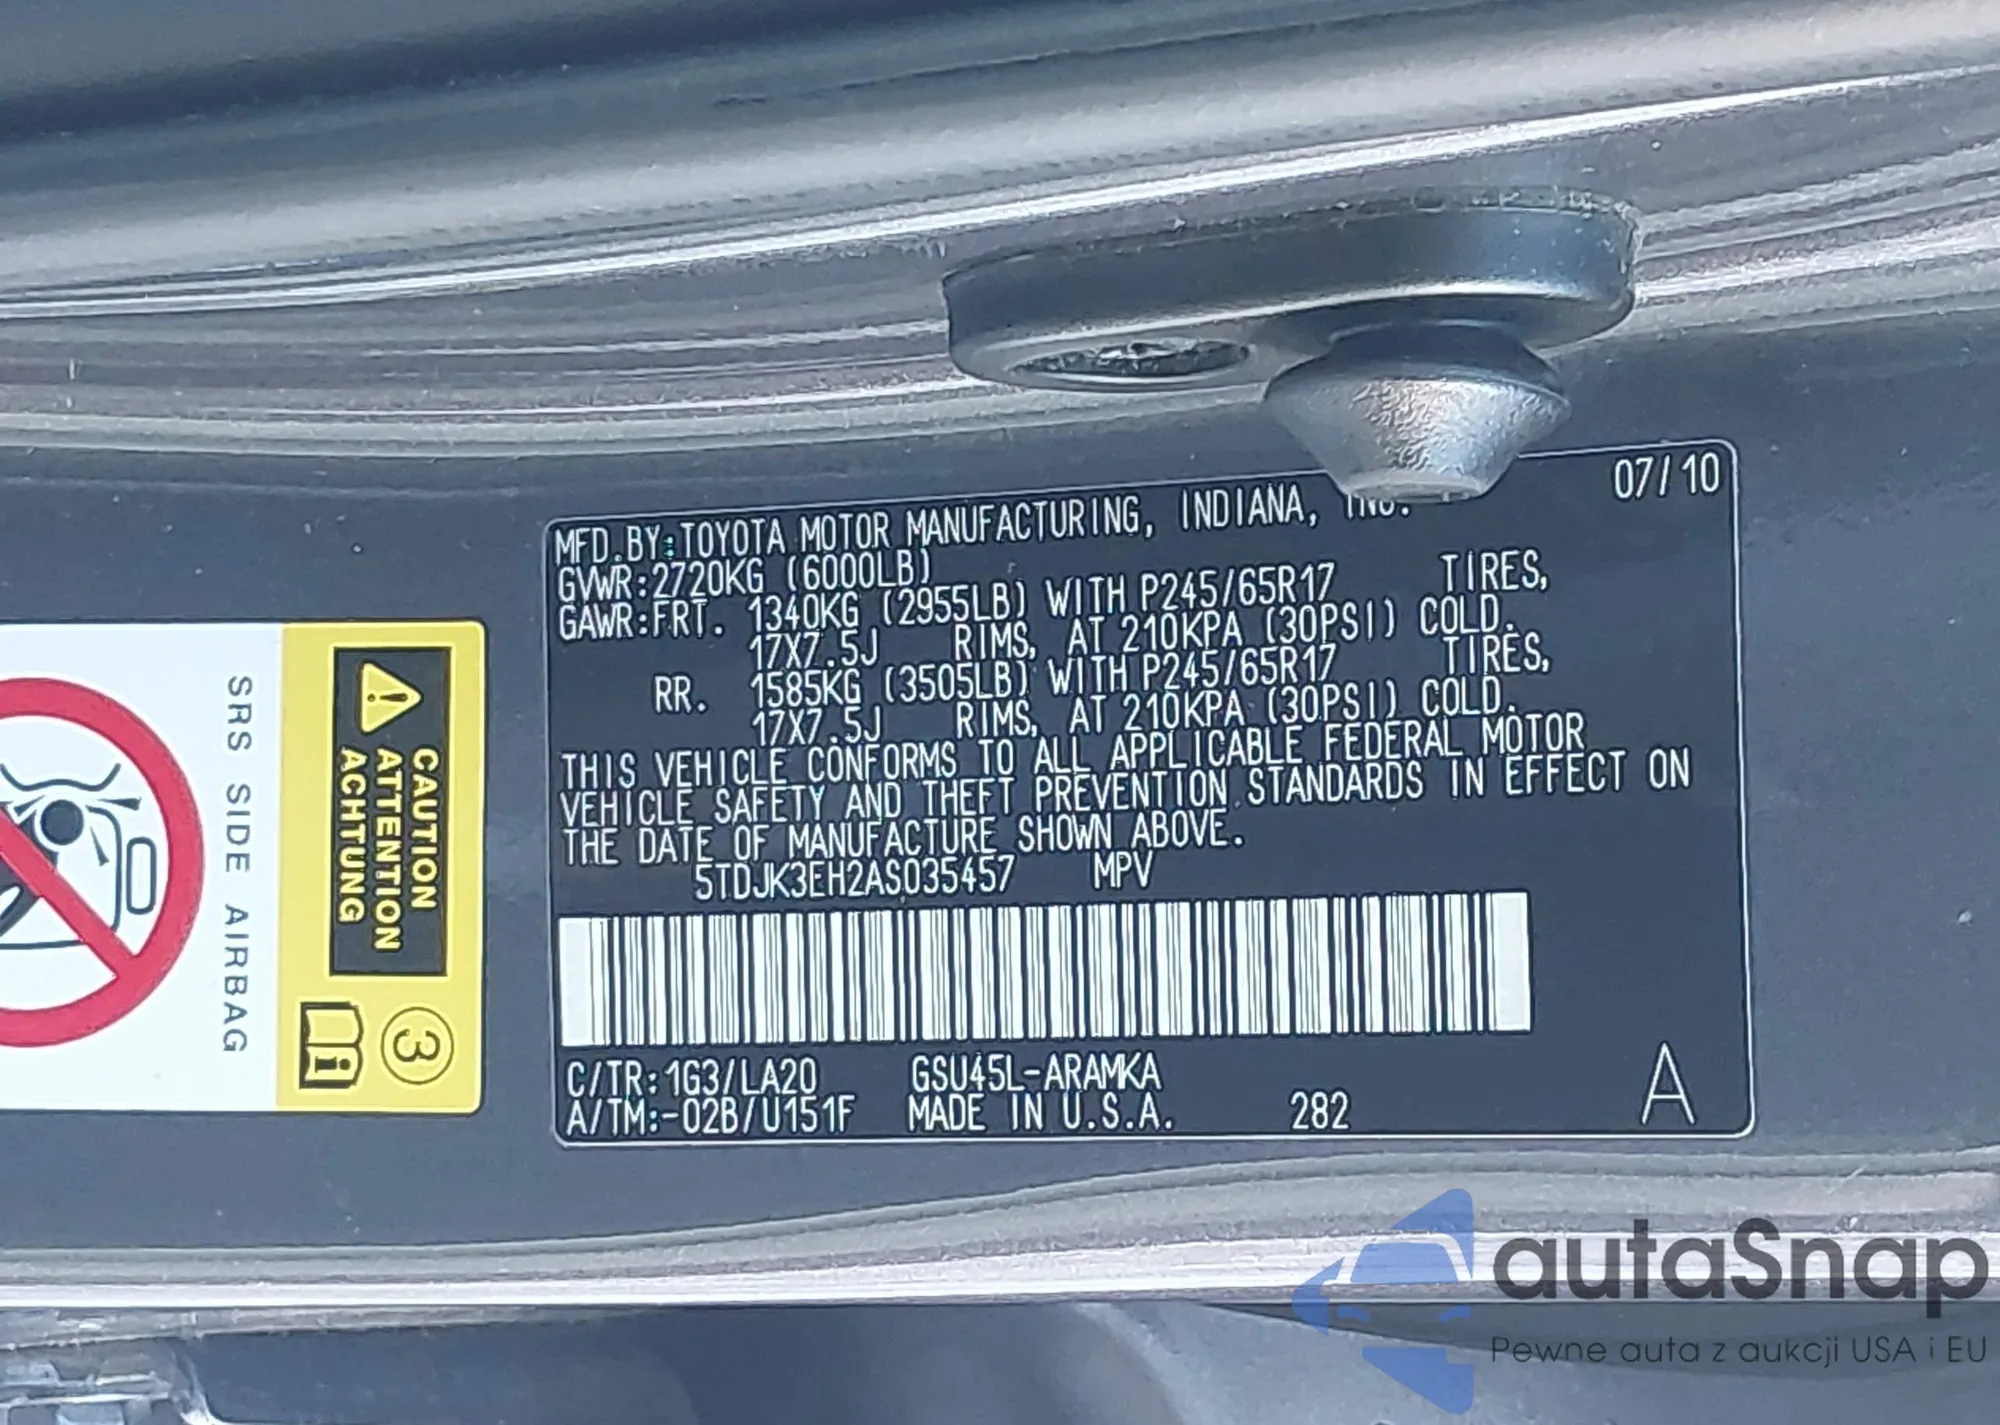 07/10
MFD.BY:TOYOTA MOTOR MANUFACTURING, INDIANA, INC.
GVWR:2720KG (6000LB)
GAWR:FRT. 1340KG (2955LB) WITH P245/65R17 TIRES,
17X7.5J RIMS, AT 210KPA (30PSI) COLD.
RR. 1585KG (3505LB) WITH P245/65R17 TIRES,
17X7.5J RIMS, AT 210KPA (30PSI) COLD.
THIS VEHICLE CONFORMS TO ALL APPLICABLE FEDERAL MOTOR
VEHICLE SAFETY AND THEFT PREVENTION STANDARDS IN EFFECT ON
THE DATE OF MANUFACTURE SHOWN ABOVE.
5TDJK3EH2AS035457 MPV
C/TR:1G3/LA20 GSU45L-ARAMKA
A/TM:-02B/U151F MADE IN U.S.A. 282 A
CAUTION
ATTENTION
ACHTUNG
3
i
SRS SIDE AIRBAG
autaSnap
Pewne auta z aukcji USA i EU